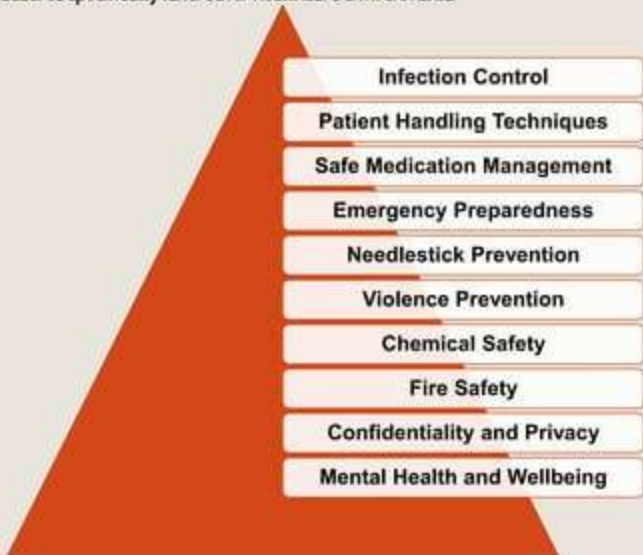 Infection Control
Patient Handling Techniques
Safe Medication Management
Emergency Preparedness
Needlestick Prevention
Violence Prevention
Chemical Safety
Fire Safety
Confidentiality and Privacy
Mental Health and Wellbeing